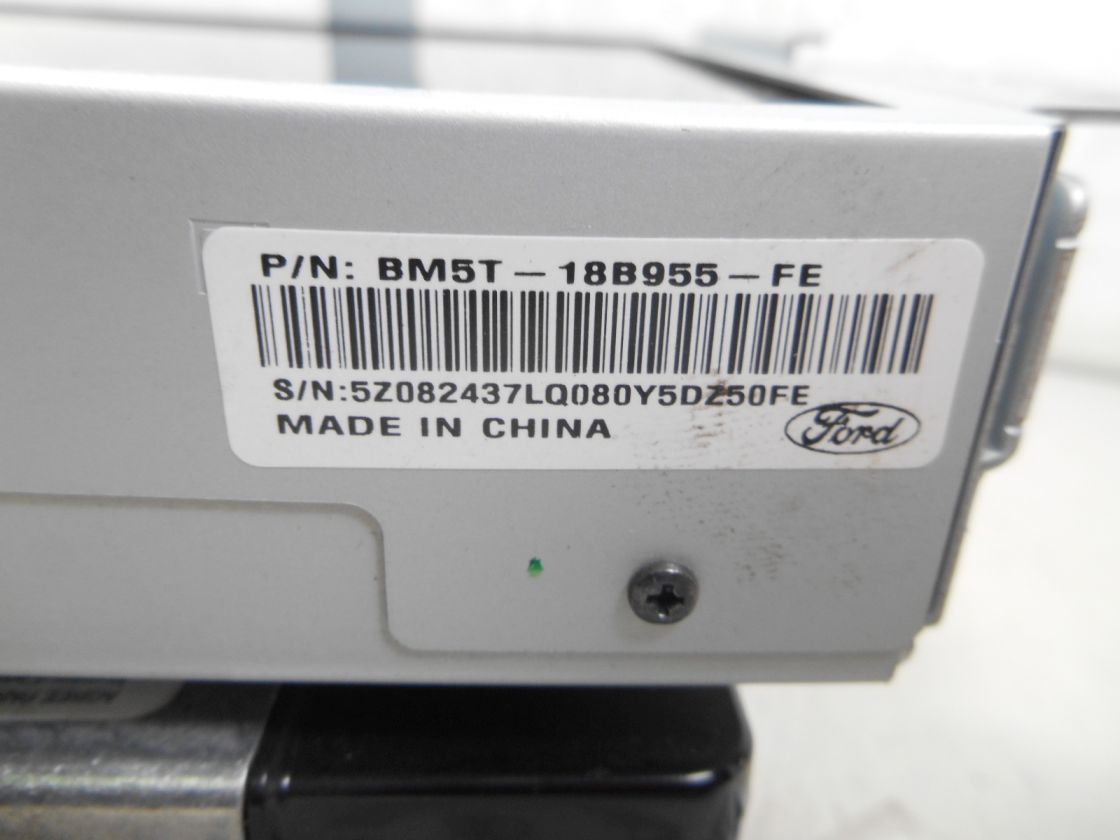 P/N: BM5T-18B955-FE
S/N:5Z082437LQ080Y5DZ50FE
MADE IN CHINA
Ford